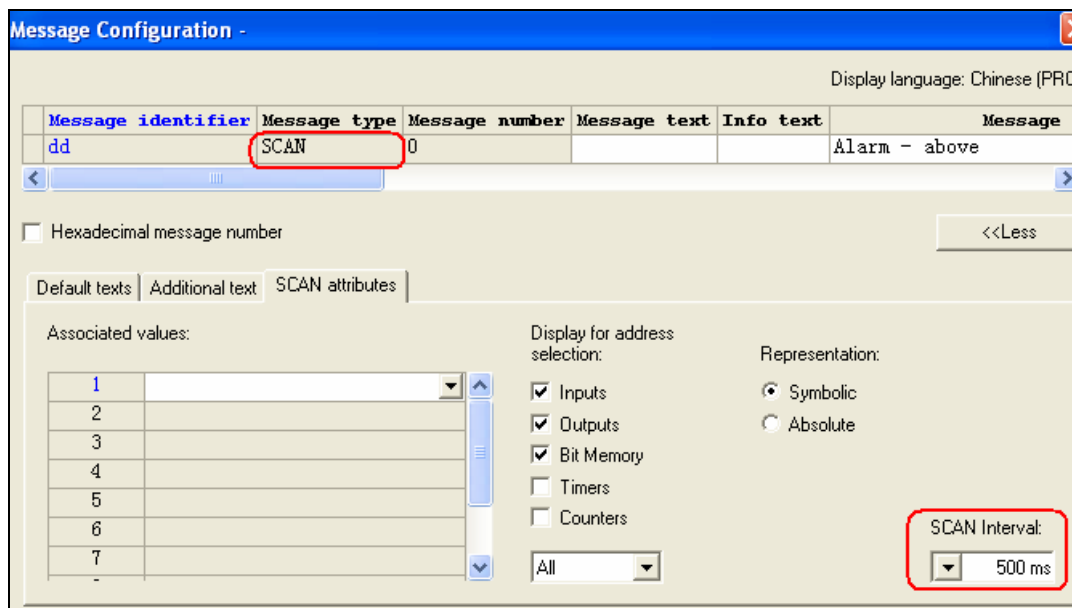 Message Configuration -
Display language: Chinese (PRC
Message identifier Message type Message number Message text Info text Message
dd SCAN 0 Alarm - above
Hexadecimal message number
<<Less
Default texts Additional text SCAN attributes
Associated values:
Display for address
selection:
Representation:
1
Inputs
Symbolic
2
Outputs
Absolute
3
Bit Memory
4
Timers
5
Counters
6
SCAN Interval:
7
All
500 ms